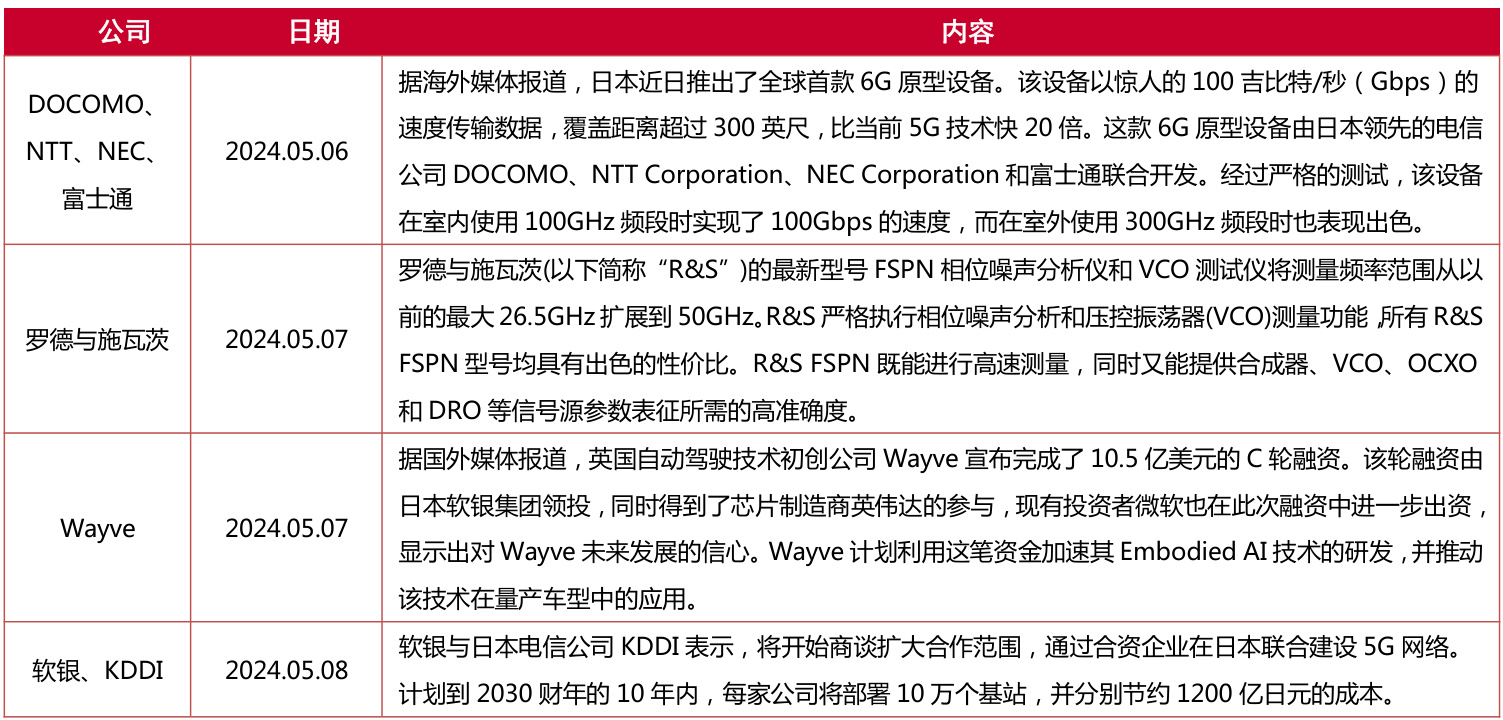 公司 日期 内容
DOCOMO、
NTT、NEC、
富士通
2024.05.06
据海外媒体报道，日本近日推出了全球首款 6G 原型设备。该设备以惊人的 100 吉比特/秒（Gbps）的
速度传输数据，覆盖距离超过 300 英尺，比当前 5G 技术快 20 倍。这款 6G 原型设备由日本领先的电信
公司 DOCOMO、NTT Corporation、NEC Corporation 和富士通联合开发。经过严格的测试，该设备
在室内使用 100GHz 频段时实现了 100Gbps 的速度，而在室外使用 300GHz 频段时也表现出色。
罗德与施瓦茨
2024.05.07
罗德与施瓦茨(以下简称“R&S”)的最新型号 FSPN 相位噪声分析仪和 VCO 测试仪将测量频率范围从以
前的最大 26.5GHz 扩展到 50GHz。R&S 严格执行相位噪声分析和压控振荡器(VCO)测量功能，所有 R&S
FSPN 型号均具有出色的性价比。R&S FSPN 既能进行高速测量，同时又能提供合成器、VCO、OCXO
和 DRO 等信号源参数表征所需的高准确度。
Wayve
2024.05.07
据国外媒体报道，英国自动驾驶技术初创公司 Wayve 宣布完成了 10.5 亿美元的 C 轮融资。该轮融资由
日本软银集团领投，同时得到了芯片制造商英伟达的参与，现有投资者微软也在此次融资中进一步出资，
显示出对 Wayve 未来发展的信心。Wayve 计划利用这笔资金加速其 Embodied AI 技术的研发，并推动
该技术在量产车型中的应用。
软银、KDDI
2024.05.08
软银与日本电信公司 KDDI 表示，将开始商谈扩大合作范围，通过合资企业在日本联合建设 5G 网络。
计划到 2030 财年的 10 年内，每家公司将部署 10 万个基站，并分别节约 1200 亿日元的成本。